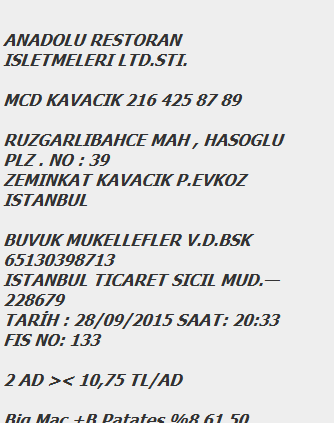 ANADOLU RESTORAN
ISLETMELERI LTD.STI.
MCD KAVACIK 216 425 87 89
RUZGARLIBAHCE MAH , HASOGLU
PLZ . NO : 39
ZEMINKAT KAVACIK P.EVKOZ
ISTANBUL
BUVUK MUKELLEFLER V.D.BSK
65130398713
ISTANBUL TICARET SICIL MUD.—
228679
TARİH : 28/09/2015 SAAT: 20:33
FIS NO: 133
2 AD >< 10,75 TL/AD
Big Mac +B Patates %8 61 50